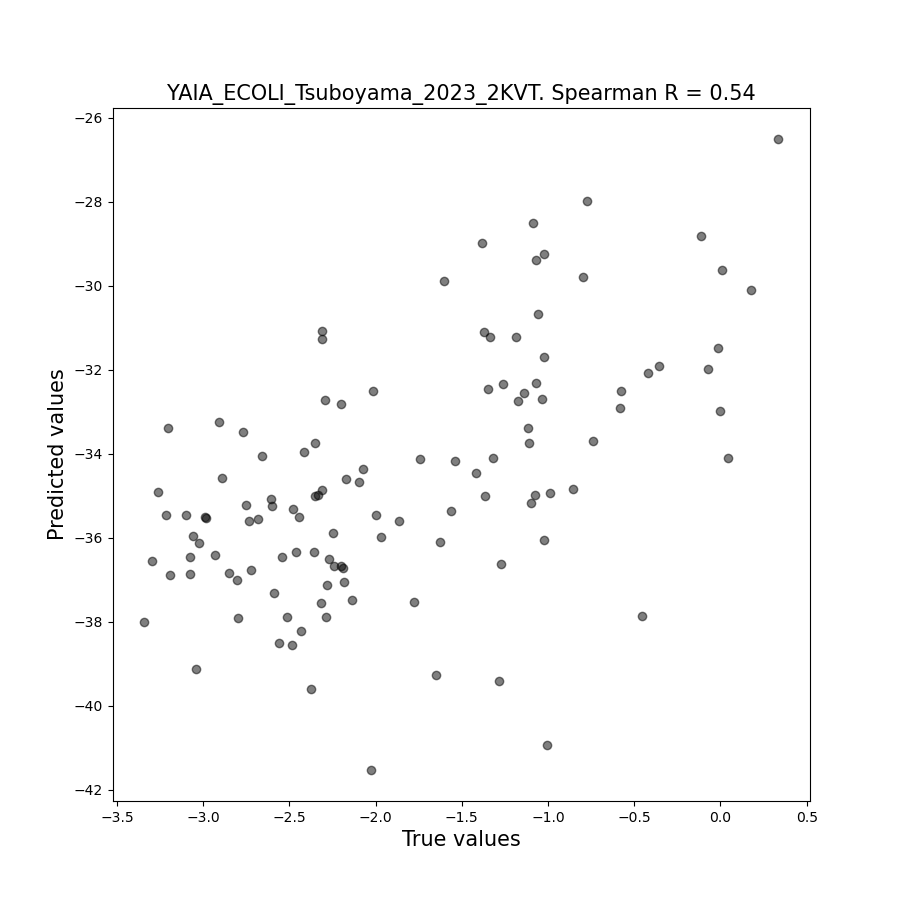 YAIA_ECOLI_Tsuboyama_2023_2KVT. Spearman R = 0.54
−26
−28
−30
−32
−34
−36
−38
−40
−42
Predicted values
−3.5 −3.0 −2.5 −2.0 −1.5 −1.0 −0.5 0.0 0.5
True values